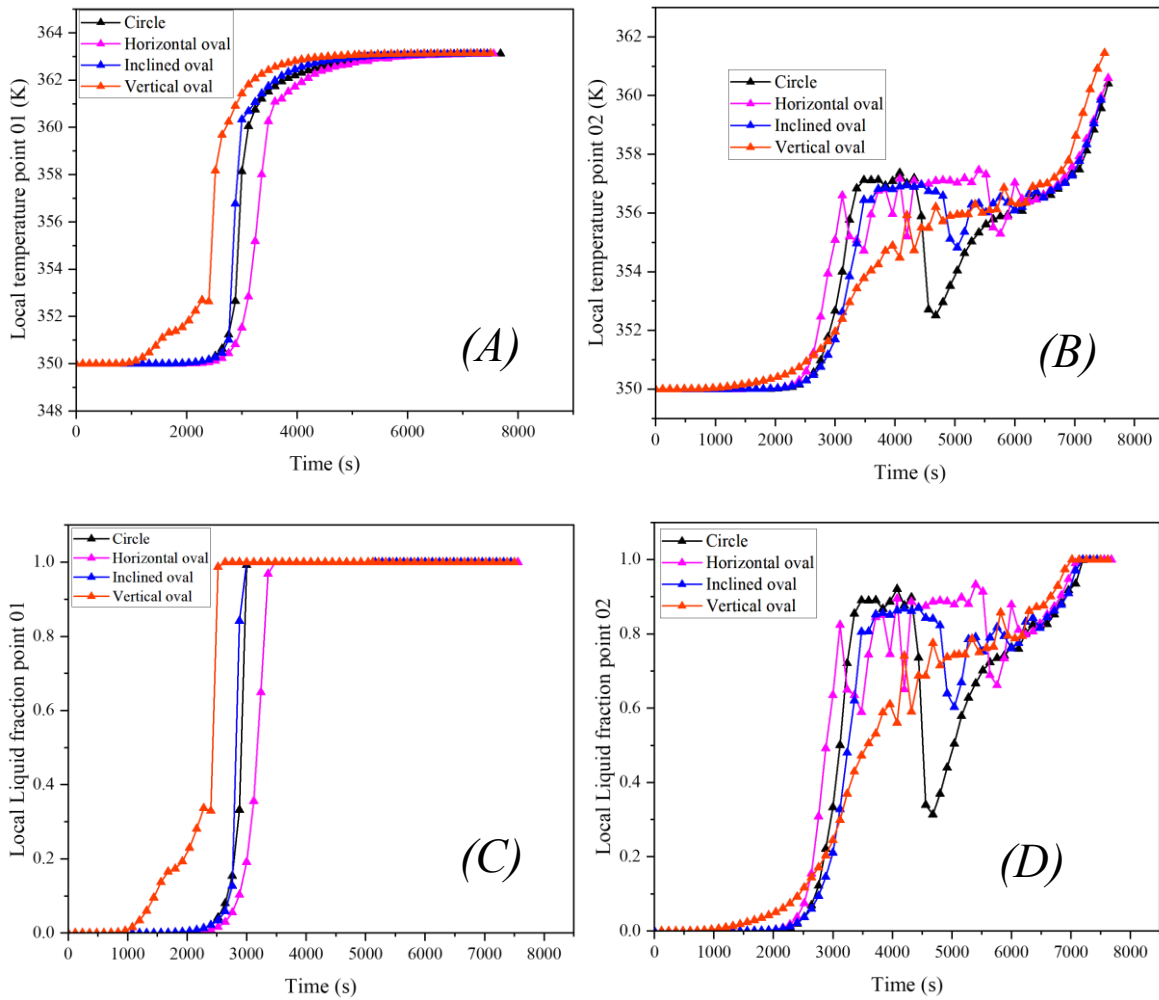 Local temperature point 01 (K)
364
362
360
358
356
354
352
350
348
0
2000
4000
6000
8000
Time (s)
Circle
Horizontal oval
Inclined oval
Vertical oval
(A)
Local temperature point 02 (K)
362
360
358
356
354
352
350
0
1000
2000
3000
4000
5000
6000
7000
8000
Time (s)
Circle
Horizontal oval
Inclined oval
Vertical oval
(B)
Local Liquid fraction point 01
1.0
0.8
0.6
0.4
0.2
0.0
0
1000
2000
3000
4000
5000
6000
7000
8000
Time (s)
Circle
Horizontal oval
Inclined oval
Vertical oval
(C)
Local Liquid fraction point 02
1.0
0.8
0.6
0.4
0.2
0.0
0
1000
2000
3000
4000
5000
6000
7000
8000
Time (s)
Circle
Horizontal oval
Inclined oval
Vertical oval
(D)